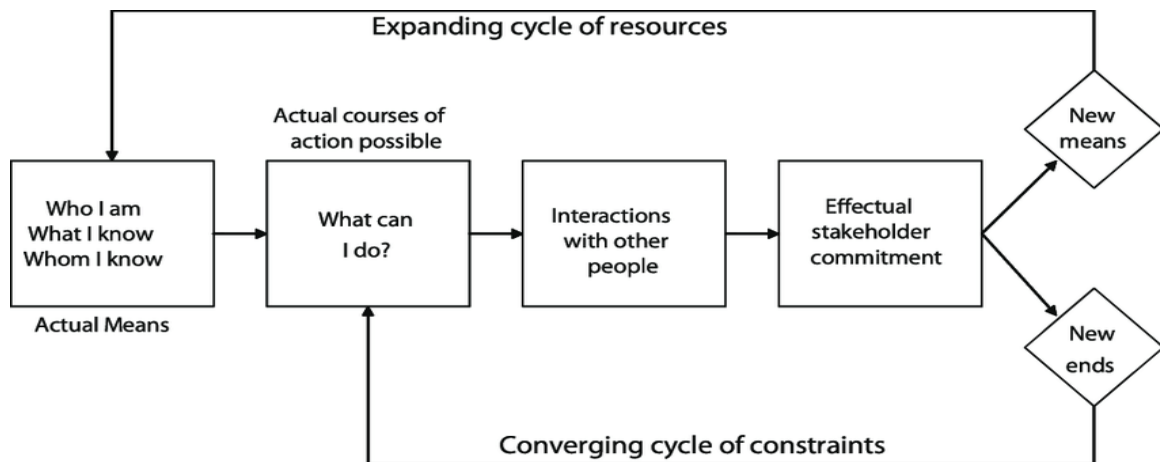 Expanding cycle of resources
Actual courses of
action possible
New
means
Who I am
What I know
Whom I know
What can
I do?
Interactions
with other
people
Effectual
stakeholder
commitment
Actual Means
New
ends
Converging cycle of constraints